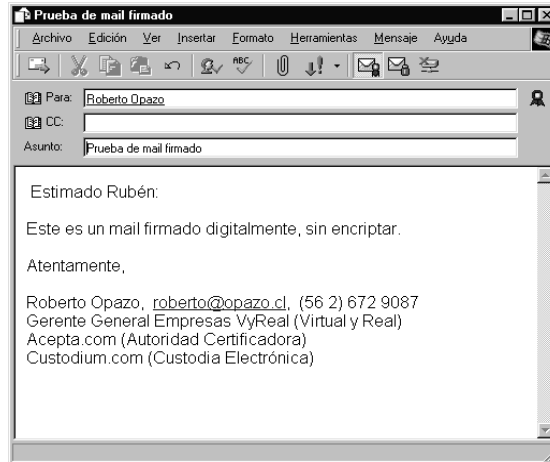 Prueba de mail firmado
Archivo Edición Ver Insertar Formato Herramientas Mensaje Ayuda
ABC
Para: Roberto Opazo
CC:
Asunto: Prueba de mail firmado
Estimado Rubén:
Este es un mail firmado digitalmente, sin encriptar.
Atentamente,
Roberto Opazo, roberto@opazo.cl, (56 2) 672 9087
Gerente General Empresas VyReal (Virtual y Real)
Acepta.com (Autoridad Certificadora)
Custodium.com (Custodia Electrónica)